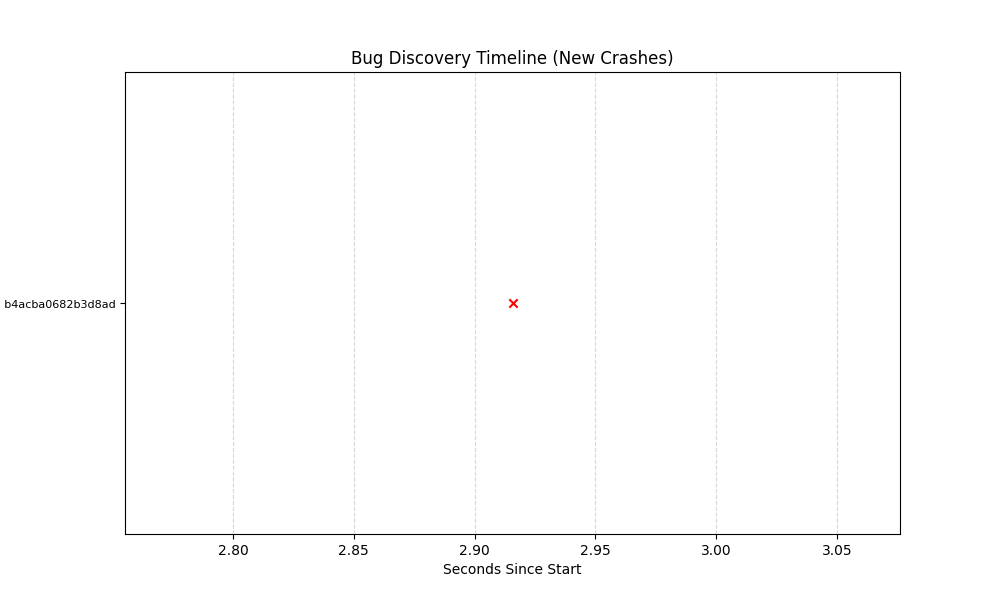 Bug Discovery Timeline (New Crashes)
b4acba0682b3d8ad
2.80 2.85 2.90 2.95 3.00 3.05
Seconds Since Start